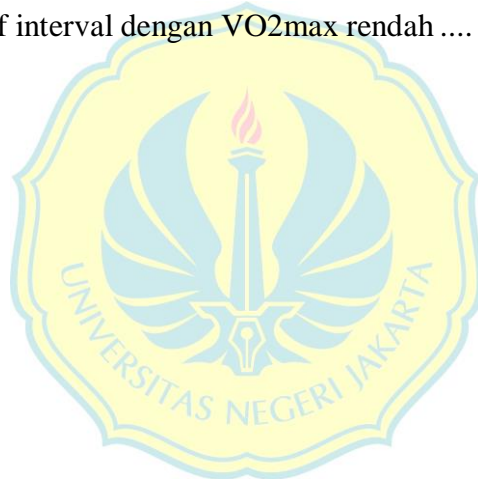 f interval dengan VO2max rendah ....
UNIVERSITAS NEGERI JAKARTA